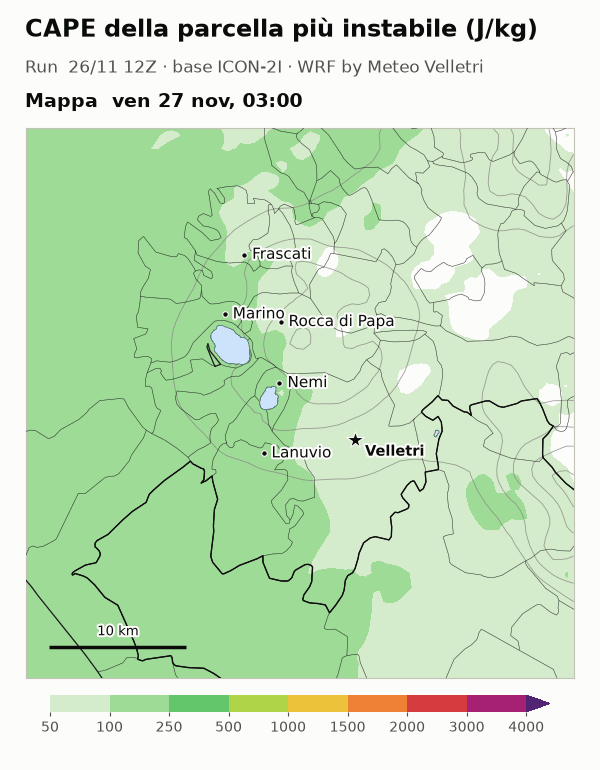 CAPE della parcella più instabile (J/kg)
Run  26/11 12Z · base ICON-2I · WRF by Meteo Velletri
Mappa  ven 27 nov, 03:00
Frascati
Marino
Rocca di Papa
Nemi
Velletri
Lanuvio
10 km
50 100 250 500 1000 1500 2000 3000 4000